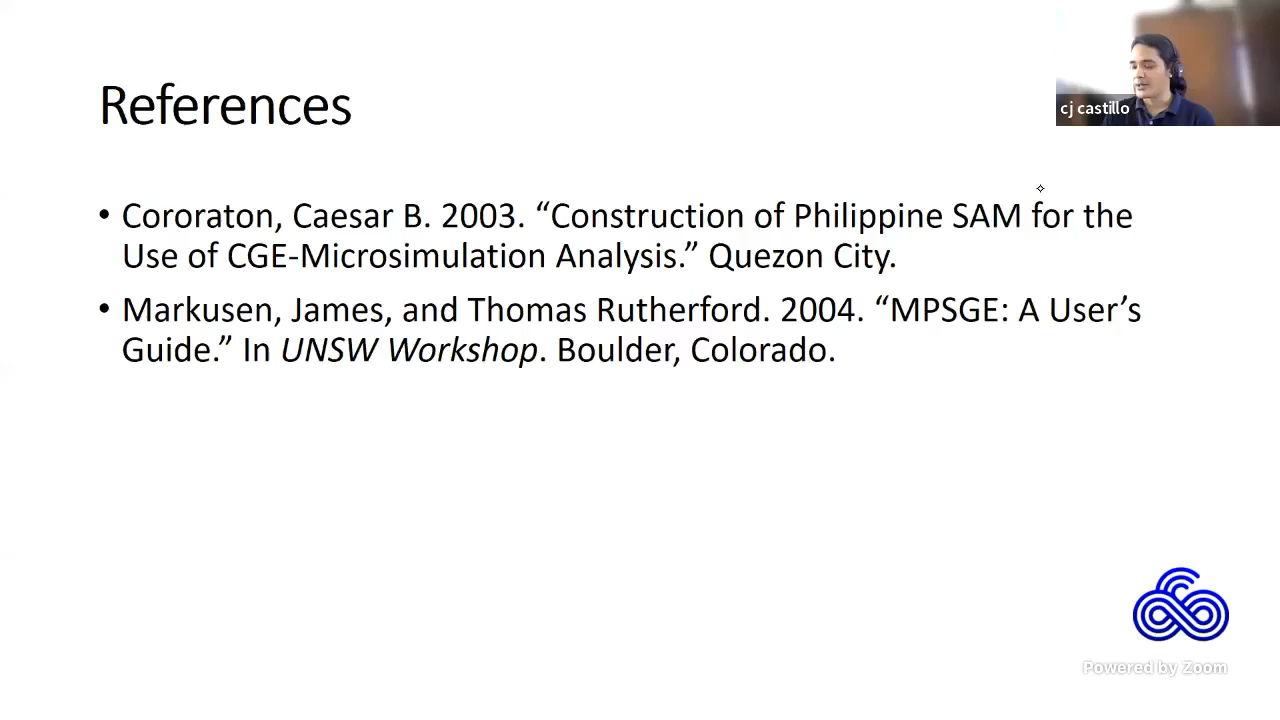 References
cj castillo
• Cororaton, Caesar B. 2003. “Construction of Philippine SAM for the
Use of CGE-Microsimulation Analysis.” Quezon City.
• Markusen, James, and Thomas Rutherford. 2004. “MPSGE: A User’s
Guide.” In UNSW Workshop. Boulder, Colorado.
Powered by Zoom